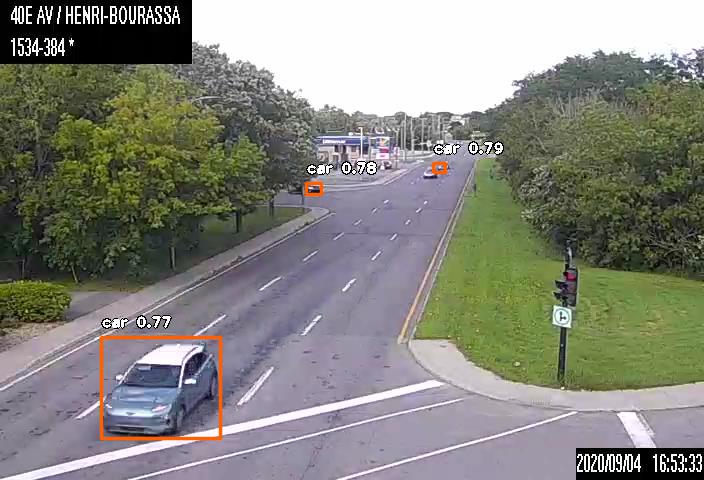 40E AV / HENRI-BOURASSA
1534-384 *
car 0.79
car 0.78
car 0.77
2020/09/04 16:53:33